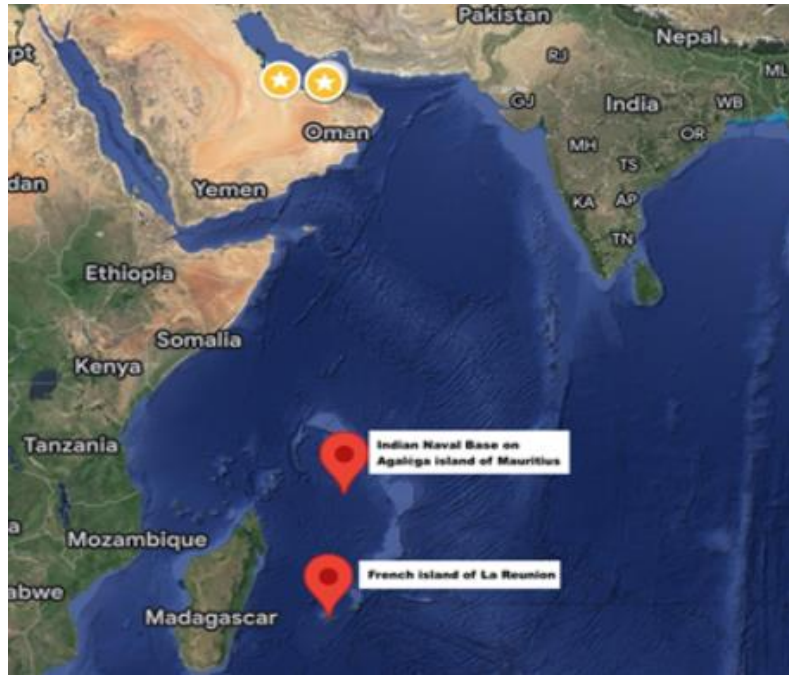 Pakistan
Nepal
pt
RJ
ML
GJ
India
WB
Oman
MH
OR
TS
dan
Yemen
KA
AP
TN
Ethiopia
Somalia
Kenya
Indian Naval Base on
Agaléga island of Mauritius
Tanzania
a
Mozambique
French island of La Reunion
abwe
Madagascar